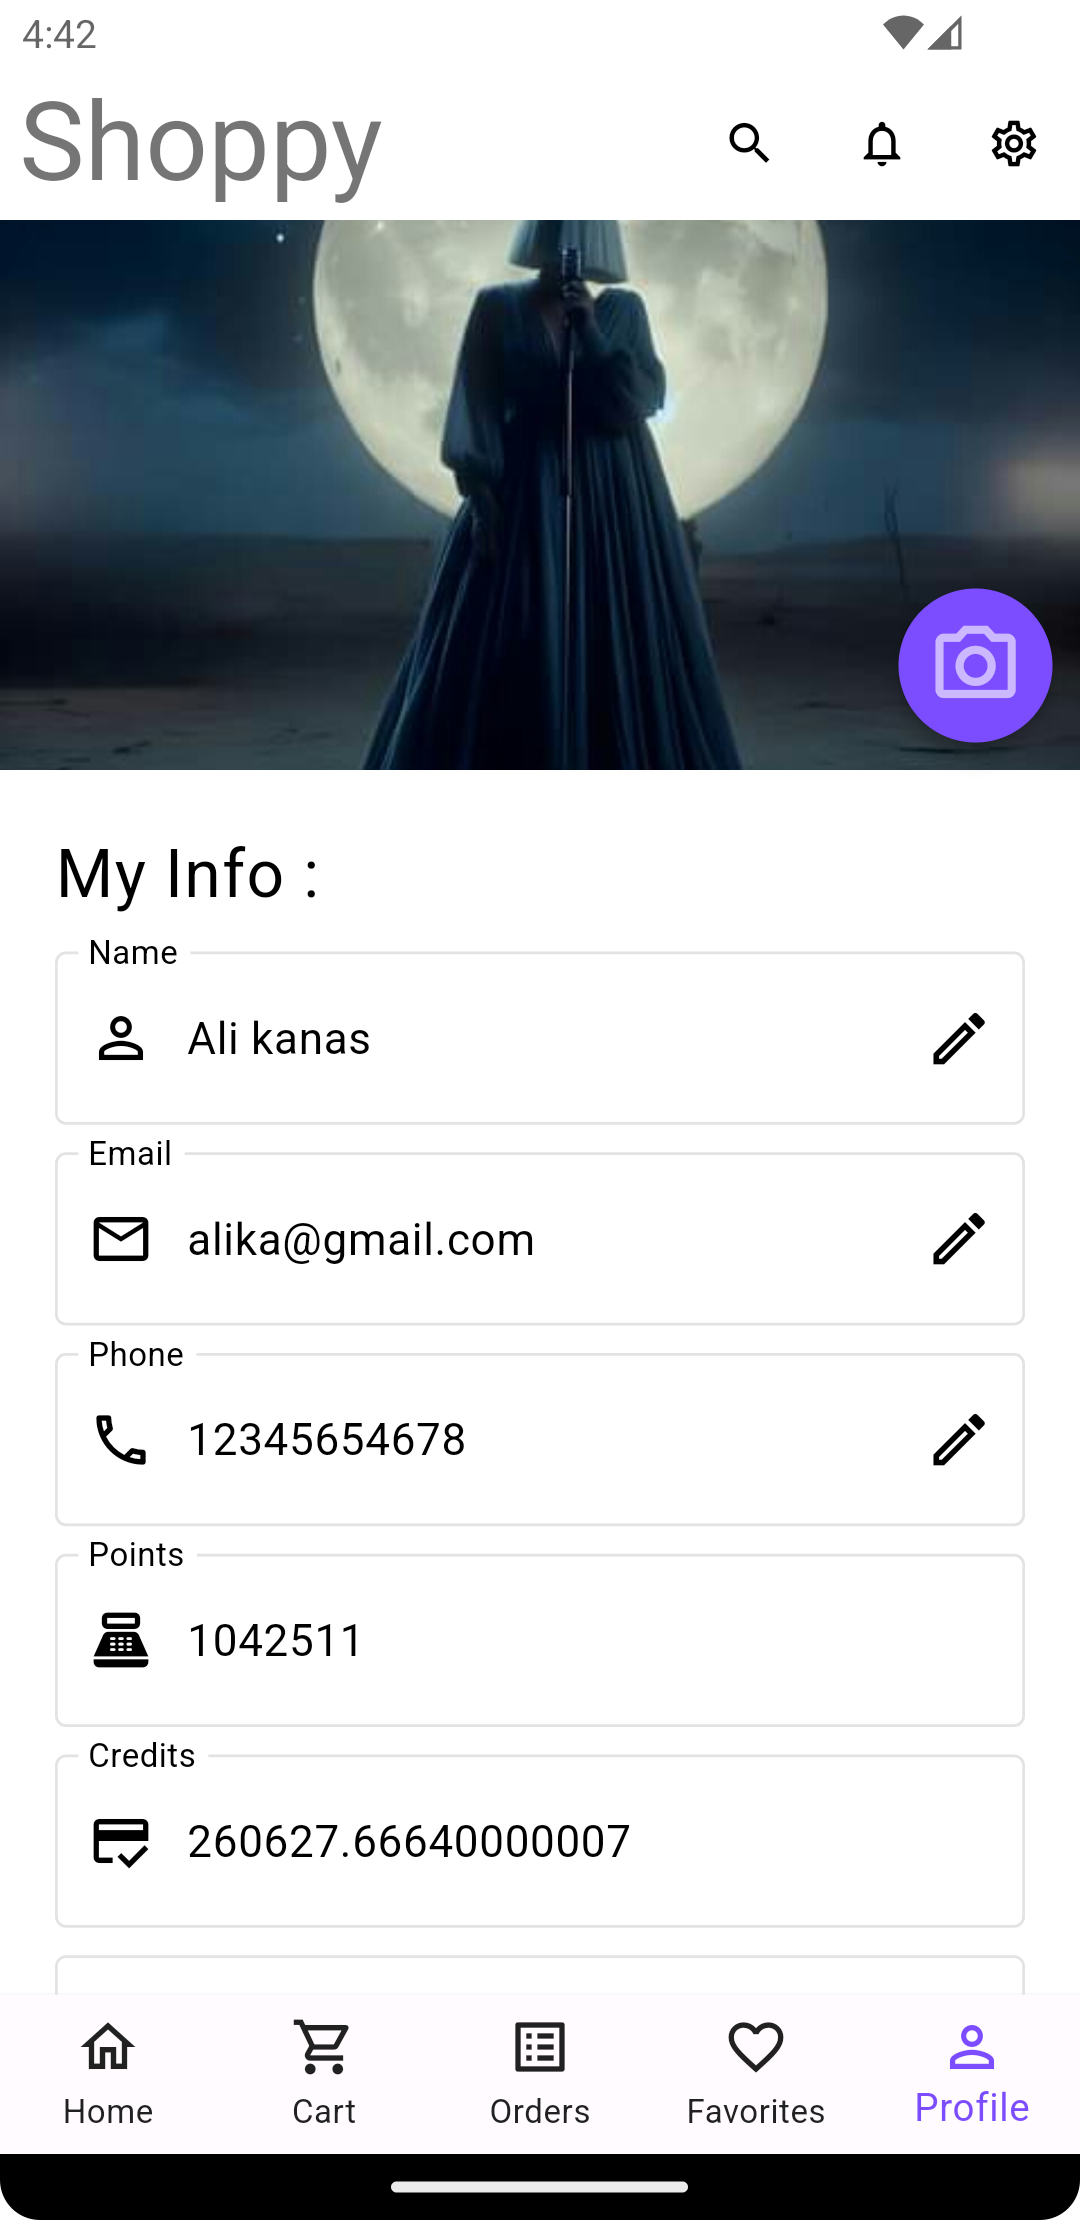 4:42
Shoppy
My Info :
Name
Ali kanas
Email
alika@gmail.com
Phone
12345654678
Points
1042511
Credits
260627.66640000007
Home
Cart
Orders
Favorites
Profile